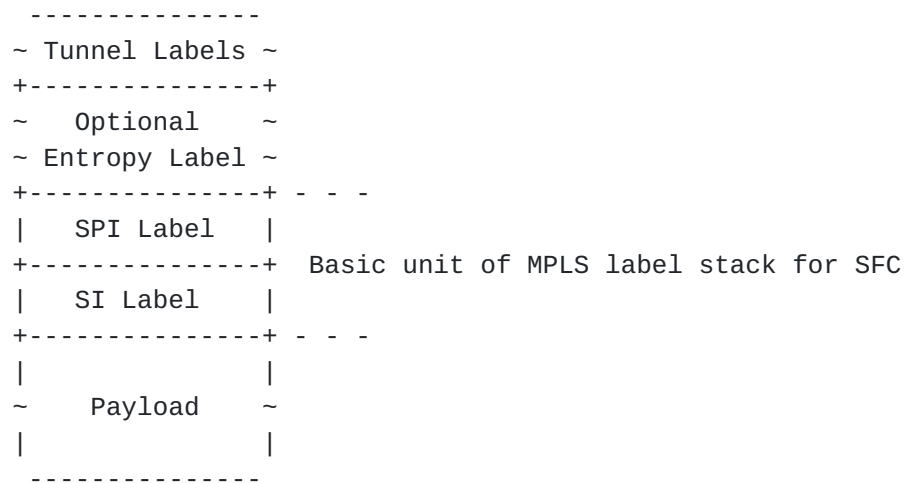 ---------------
~ Tunnel Labels ~
+---------------+
~   Optional    ~
~ Entropy Label ~
+---------------+ - - -
|   SPI Label   |
+---------------+  Basic unit of MPLS label stack for SFC
|   SI Label    |
+---------------+ - - -
|               |
~    Payload    ~
|               |
 ---------------